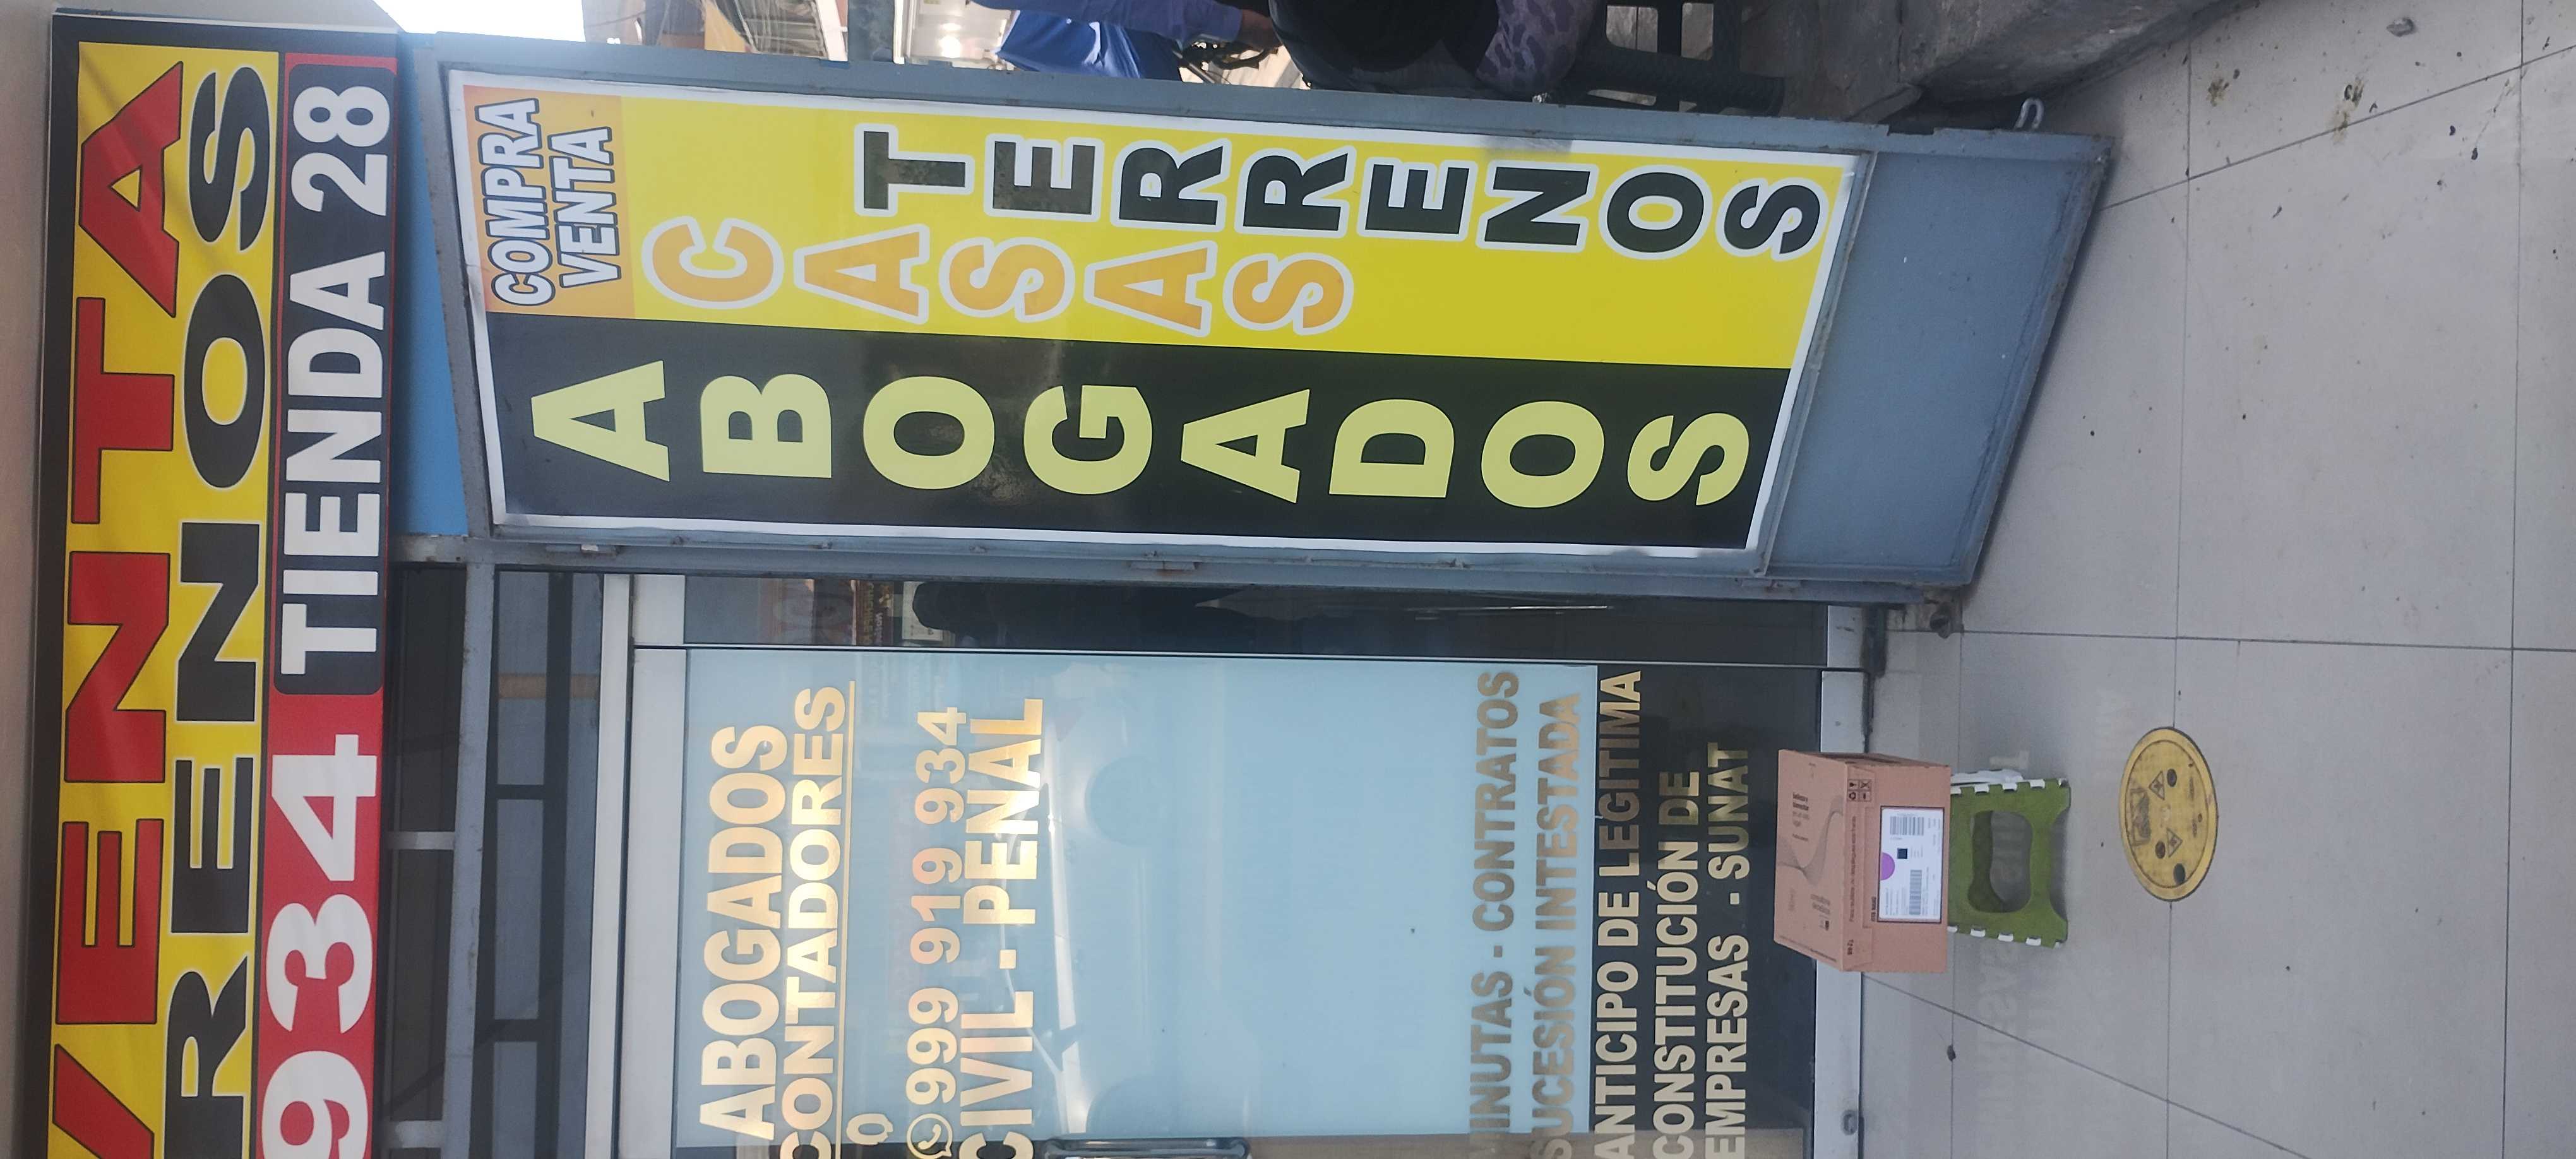 VENTA
RRENOS
934 TIENDA 28
COMPRA
VENTA
CASAS
TERRENOS
ABOGADOS
ABOGADOS
CONTADORES
999 919 934
CIVIL - PENAL
MINUTAS - CONTRATOS
SUCESIÓN INTESTADA
ANTICIPO DE LEGITIMA
CONSTITUCIÓN DE
EMPRESAS - SUNAT